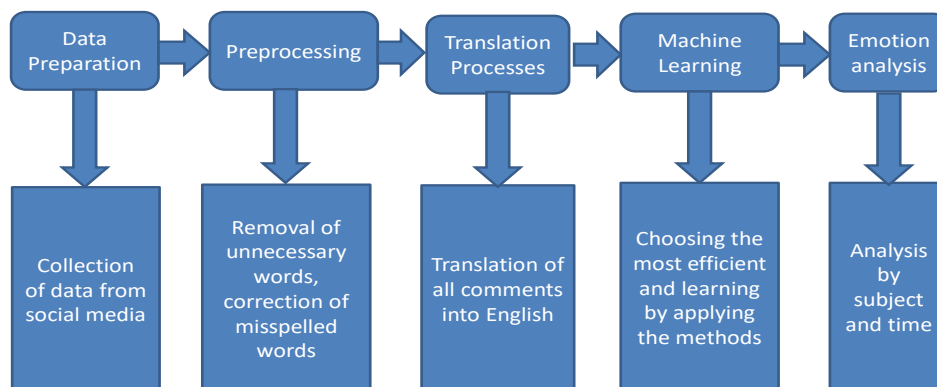 Data
Preparation
Preprocessing
Translation
Processes
Machine
Learning
Emotion
analysis
Collection
of data from
social media
Removal of
unnecessary
words,
correction of
misspelled
words
Translation of
all comments
into English
Choosing the
most efficient
and learning
by applying
the methods
Analysis
by
subject
and time